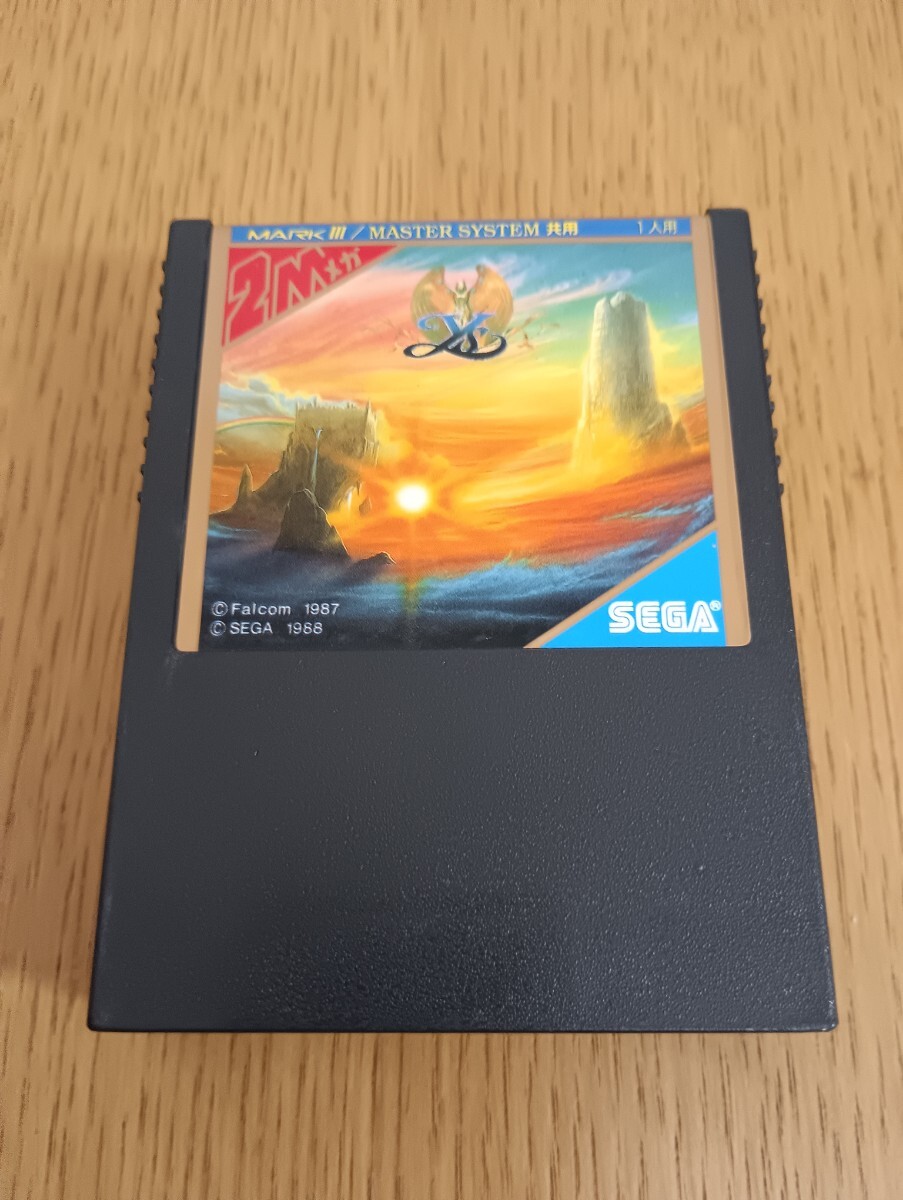 MARK III / MASTER SYSTEM 共用 1人用
2Mメガ
Ys
©Falcom 1987
©SEGA 1988
SEGA®